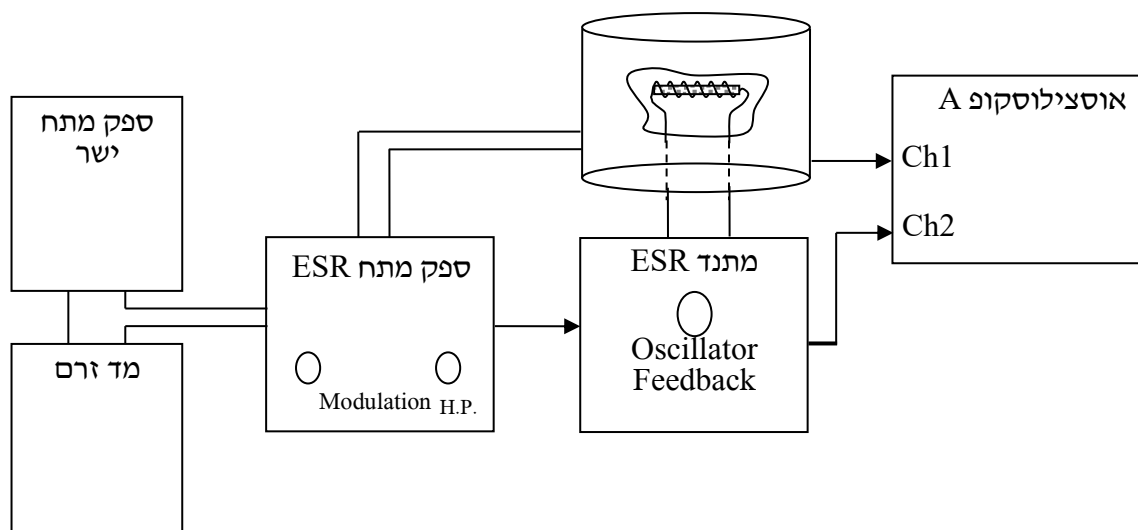 ספק מתח
ישר
מד זרם
ספק מתח ESR
Modulation
H.P.
מתנד ESR
Oscillator
Feedback
אוסצילוסקופ A
Ch1
Ch2